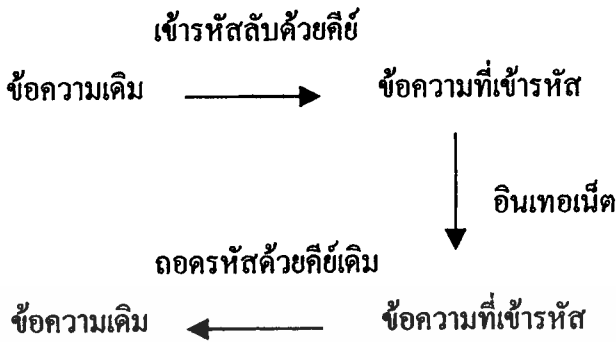 เข้ารหัสลับด้วยคีย์
ข้อความเดิม
ข้อความที่เข้ารหัส
อินเทอเน็ต
ถอดรหัสด้วยคีย์เดิม
ข้อความเดิม
ข้อความที่เข้ารหัส